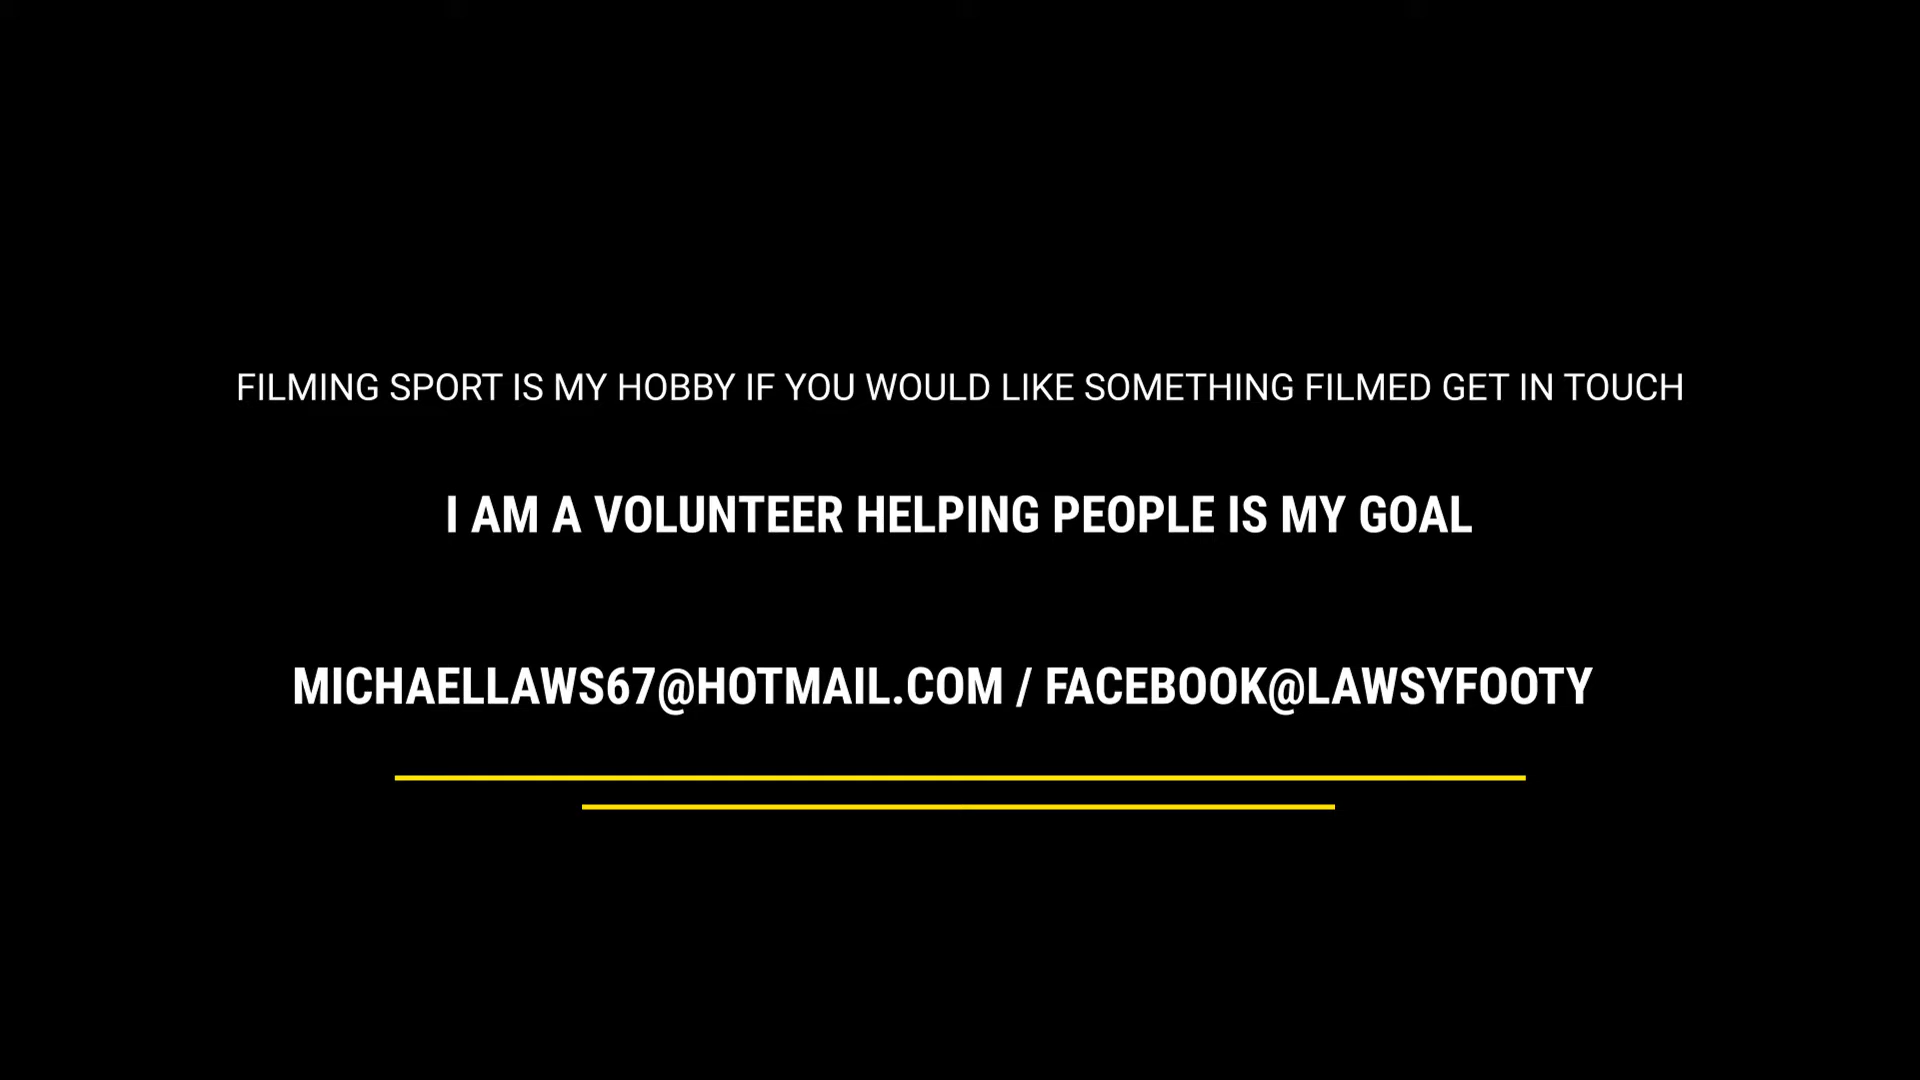 FILMING SPORT IS MY HOBBY IF YOU WOULD LIKE SOMETHING FILMED GET IN TOUCH
I AM A VOLUNTEER HELPING PEOPLE IS MY GOAL
MICHAELLAWS67@HOTMAIL.COM / FACEBOOK@LAWSYFOOTY